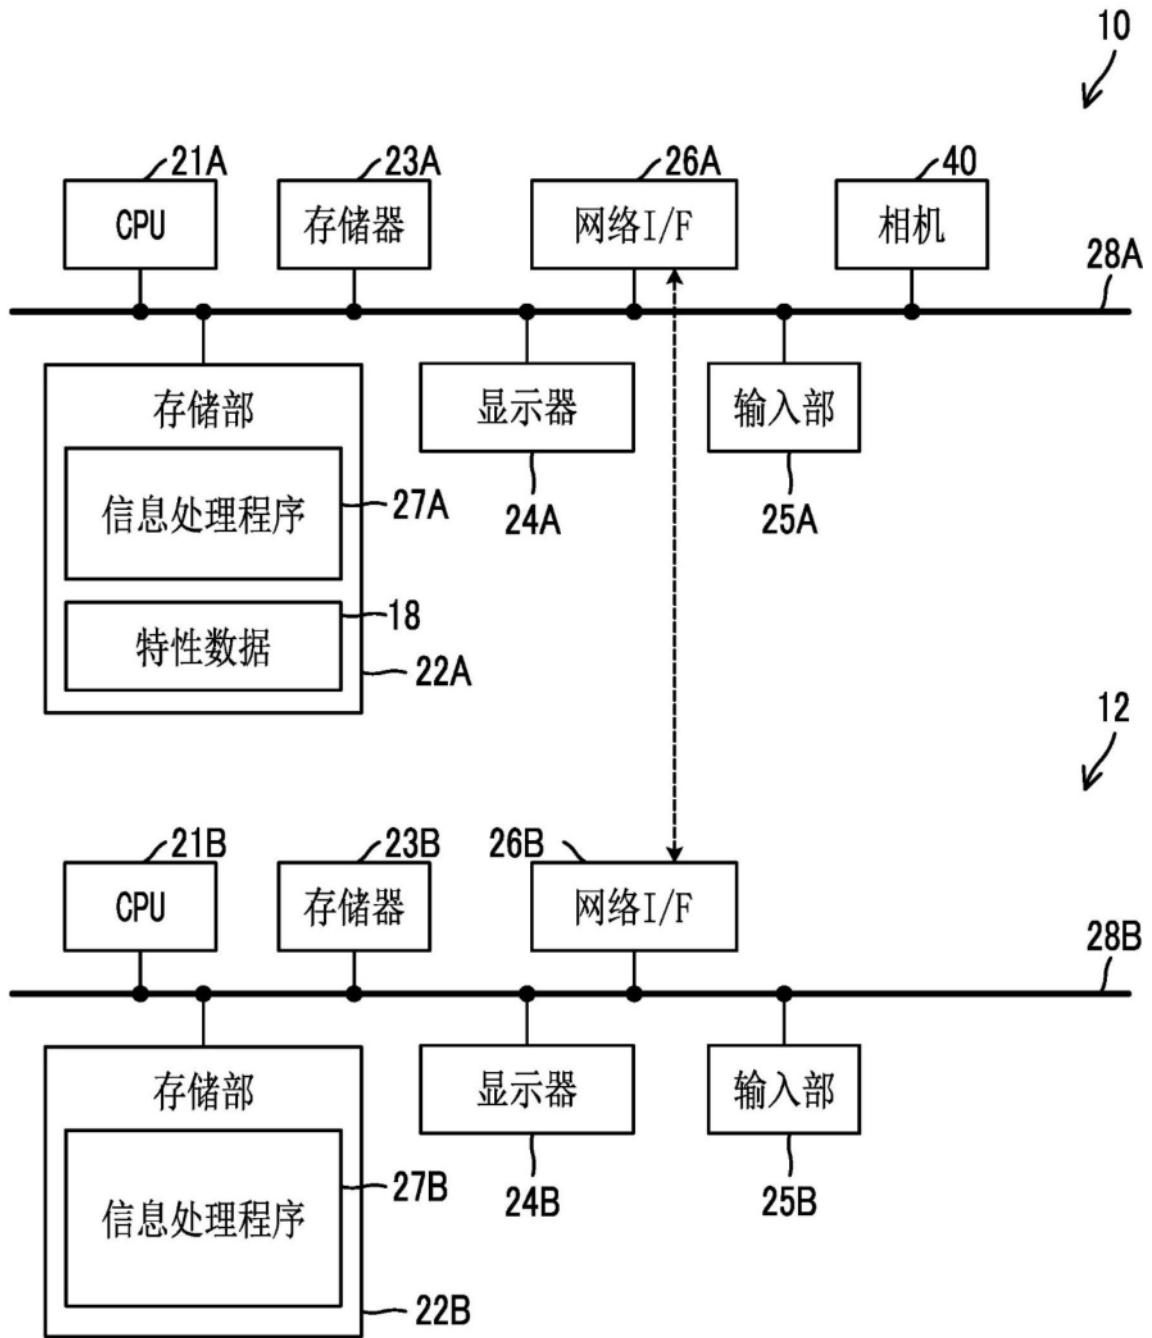 10
21A 23A 26A 40
CPU 存储器 网络I/F 相机
28A
存储部 显示器 输入部
信息处理程序 27A 24A 25A
18
特性数据 22A
12
21B 23B 26B
CPU 存储器 网络I/F
28B
存储部 显示器 输入部
信息处理程序 27B 24B 25B
22B